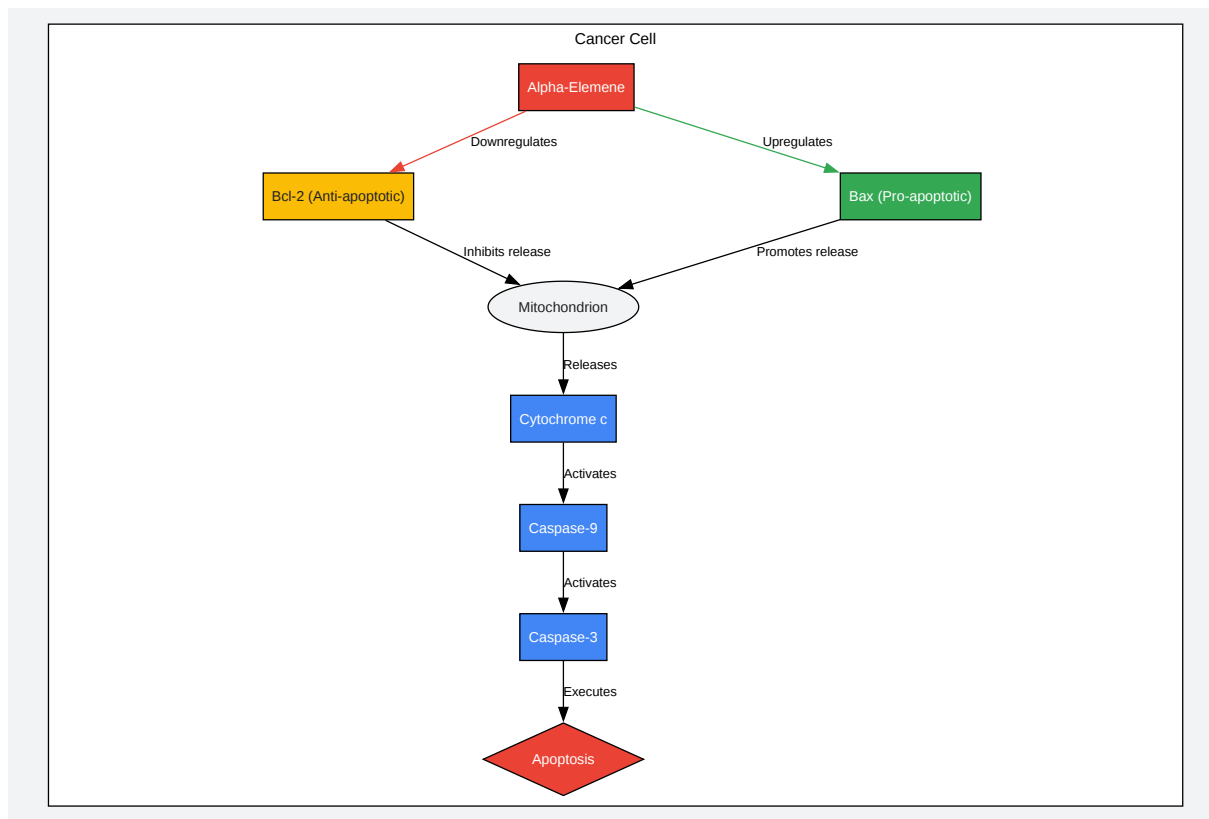 Cancer Cell
Alpha-Elemene
Downregulates
Upregulates
Bcl-2 (Anti-apoptotic)
Bax (Pro-apoptotic)
Inhibits release
Promotes release
Mitochondrion
Releases
Cytochrome c
Activates
Caspase-9
Activates
Caspase-3
Executes
Apoptosis